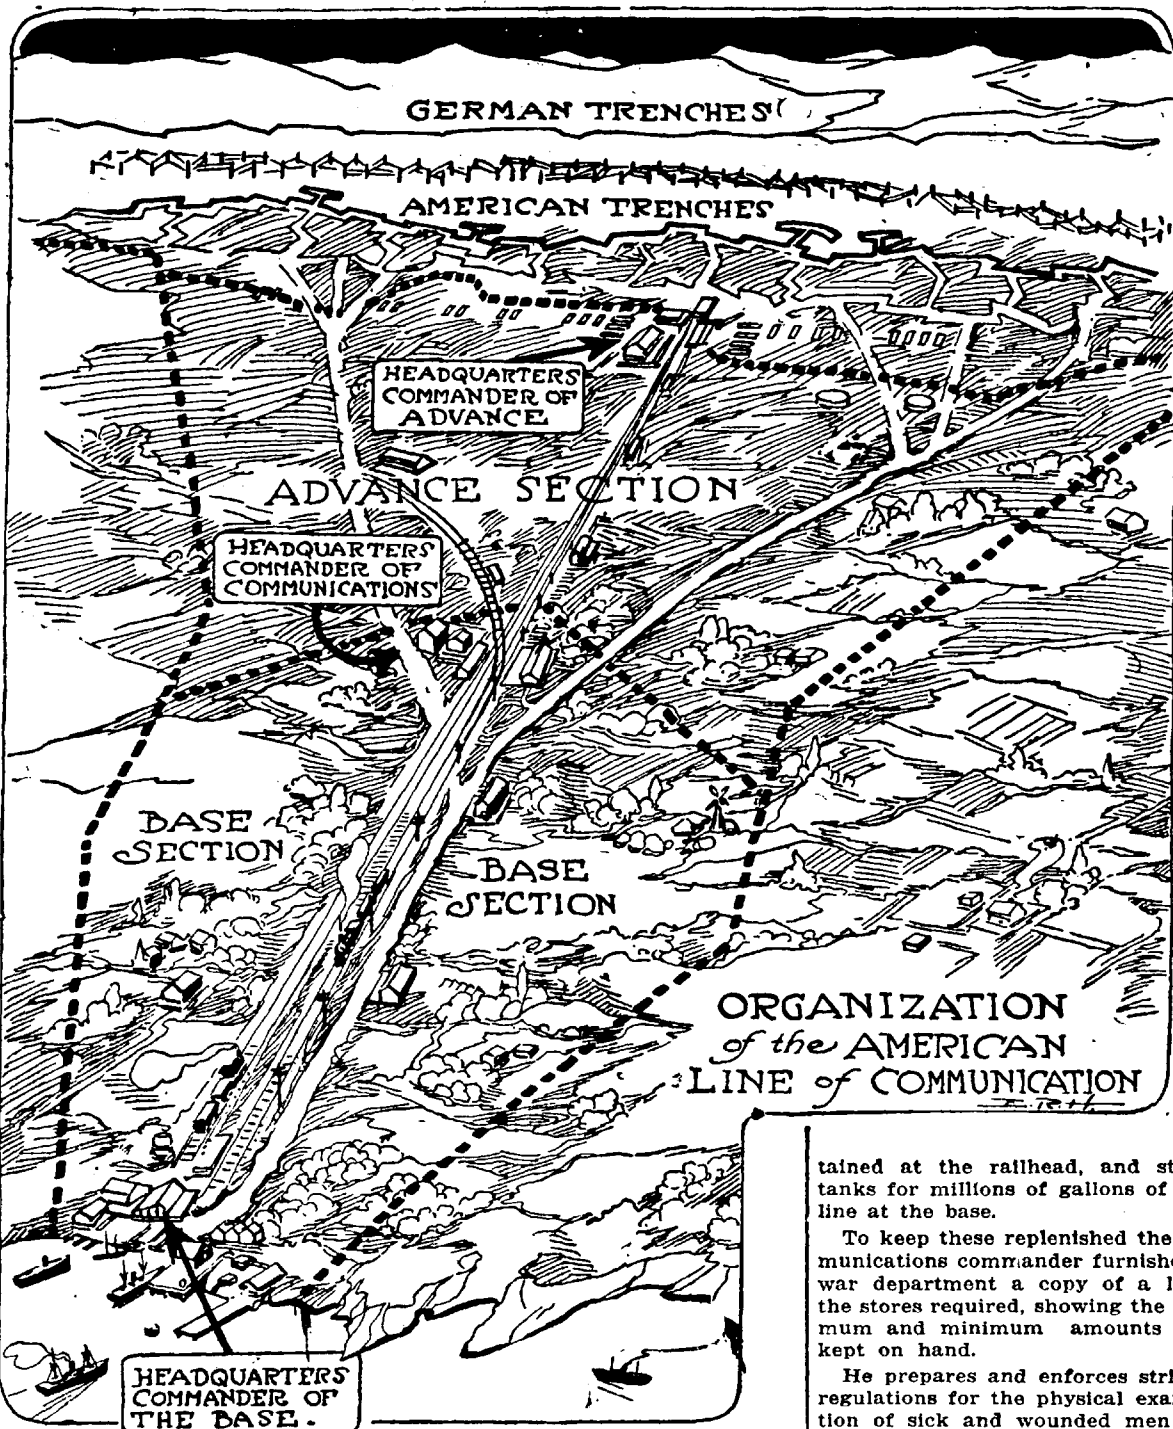 GERMAN TRENCHES
AMERICAN TRENCHES
HEADQUARTERS
COMMANDER OF
ADVANCE
ADVANCE SECTION
HEADQUARTERS
COMMANDER OF
COMMUNICATIONS
BASE
SECTION
BASE
SECTION
ORGANIZATION
of the AMERICAN
LINE of COMMUNICATION
HEADQUARTERS
COMMANDER OF
THE BASE.
tained at the railhead, and st
tanks for millions of gallons of
line at the base.
To keep these replenished the
munications commander furnishe
war department a copy of a l
the stores required, showing the
mum and minimum amounts
kept on hand.
He prepares and enforces stri
regulations for the physical exa
tion of sick and wounded men